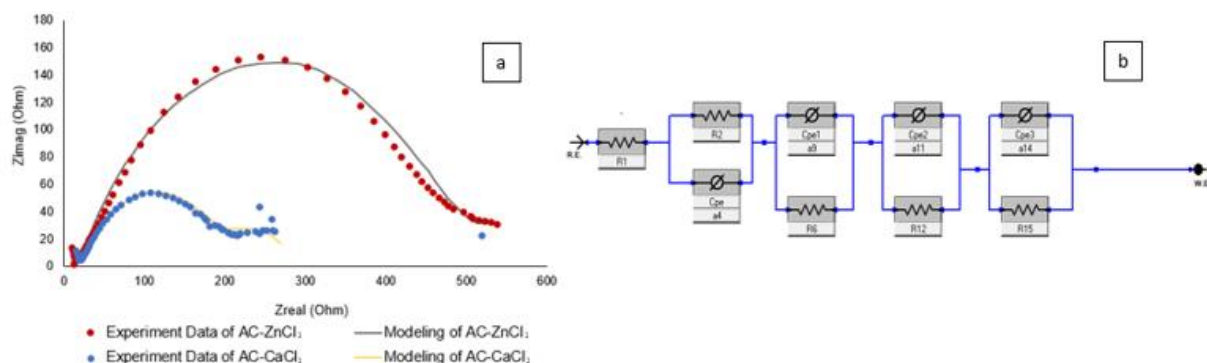 180
160
140
120
100
80
60
40
20
0
Zimag (Ohm)
0 100 200 300 400 500 600
Zreal (Ohm)
a
Experiment Data of AC-ZnCl₂ Modeling of AC-ZnCl₂
Experiment Data of AC-CaCl₂ Modeling of AC-CaCl₂
b
R.E.
R1
R2
Cpe
a4
Cpe1
a9
R6
Cpe2
a11
R12
Cpe3
a14
R15